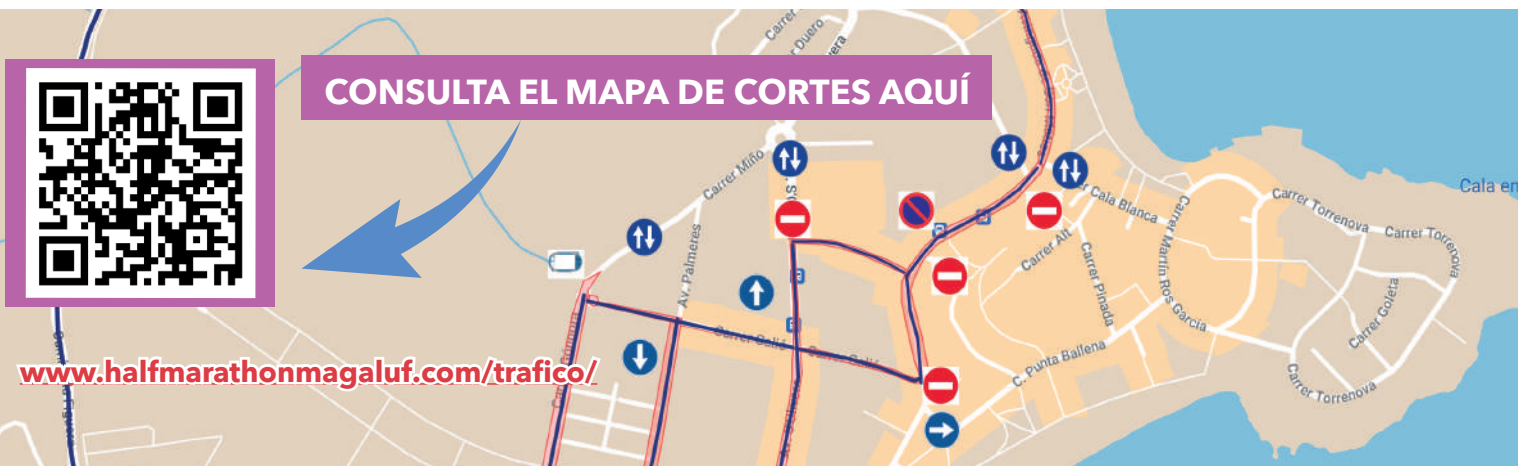 CONSULTA EL MAPA DE CORTES AQUÍ
www.halfmarathonmagaluf.com/trafico/
Carrer Miño
Av. Palmeres
Carrer Galió
Carrer Galió
Carrer Cala Blanca
Carrer Alt
Carrer Pinada
Carrer Martín Ros García
C. Punta Ballena
Carrer Torrenova
Carrer Torrenova
Carrer Goleta
Carrer Torrenova
Cala en